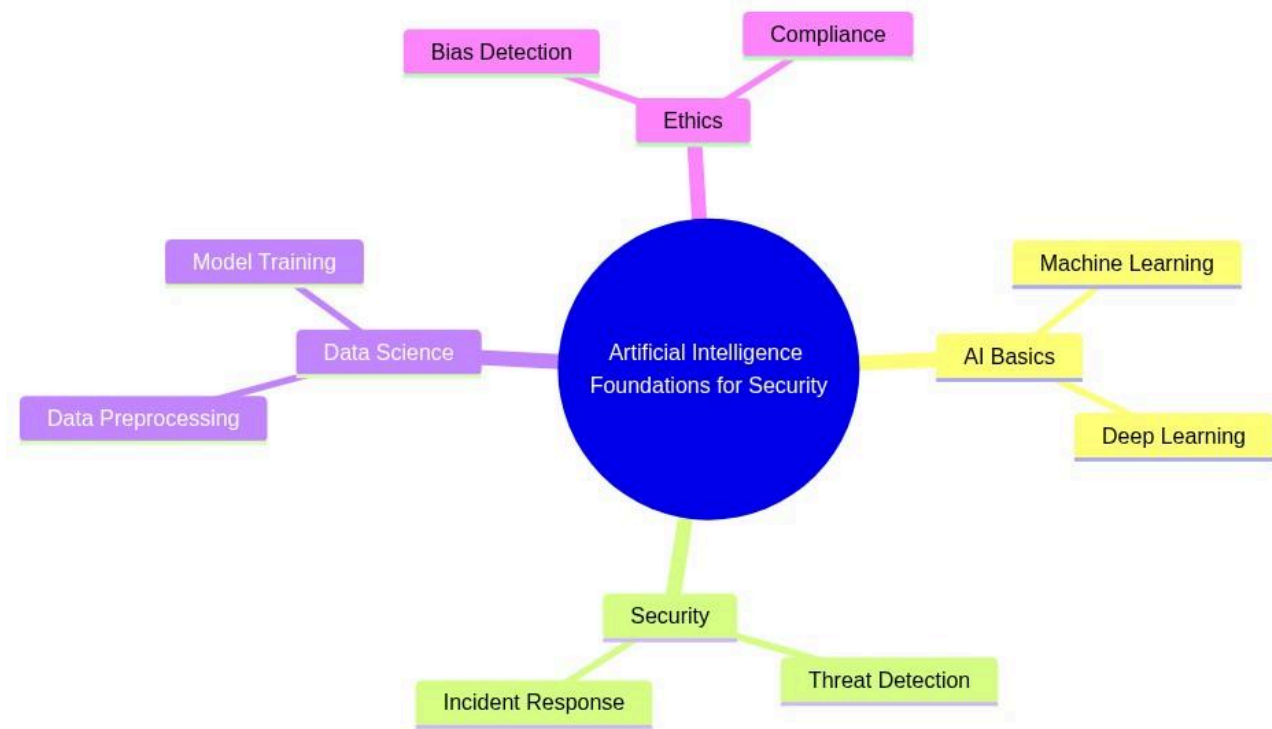 Compliance
Bias Detection
Ethics
Model Training
Machine Learning
Data Science
Artificial Intelligence
Foundations for Security
AI Basics
Data Preprocessing
Deep Learning
Security
Threat Detection
Incident Response